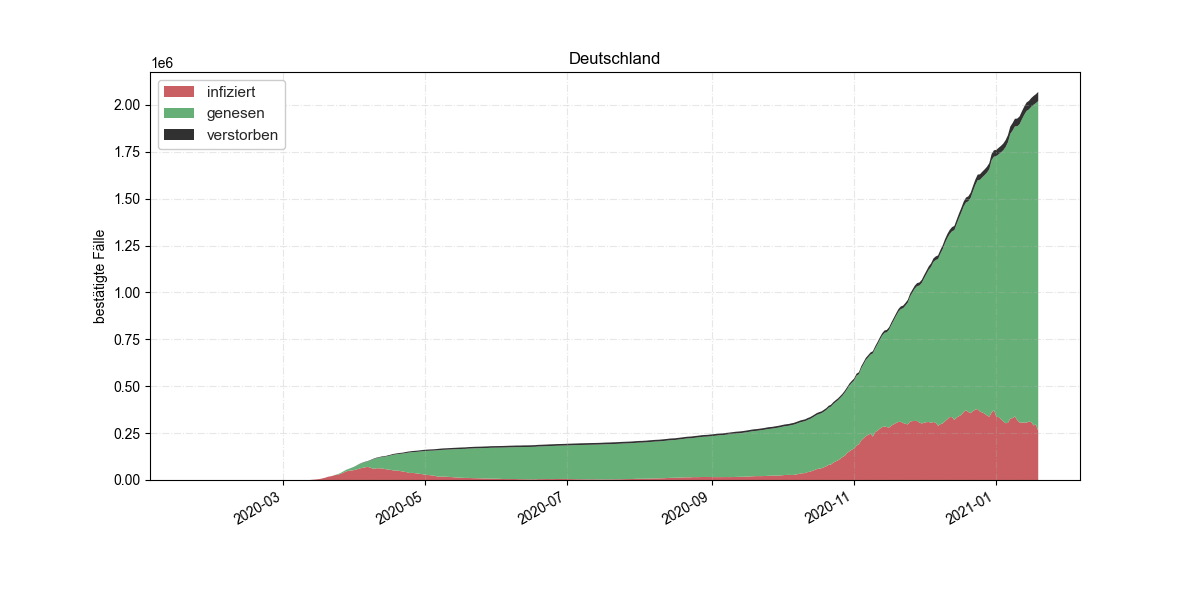 Deutschland
1e6
infiziert
genesen
verstorben
bestätigte Fälle
2.00
1.75
1.50
1.25
1.00
0.75
0.50
0.25
0.00
2020-03
2020-05
2020-07
2020-09
2020-11
2021-01